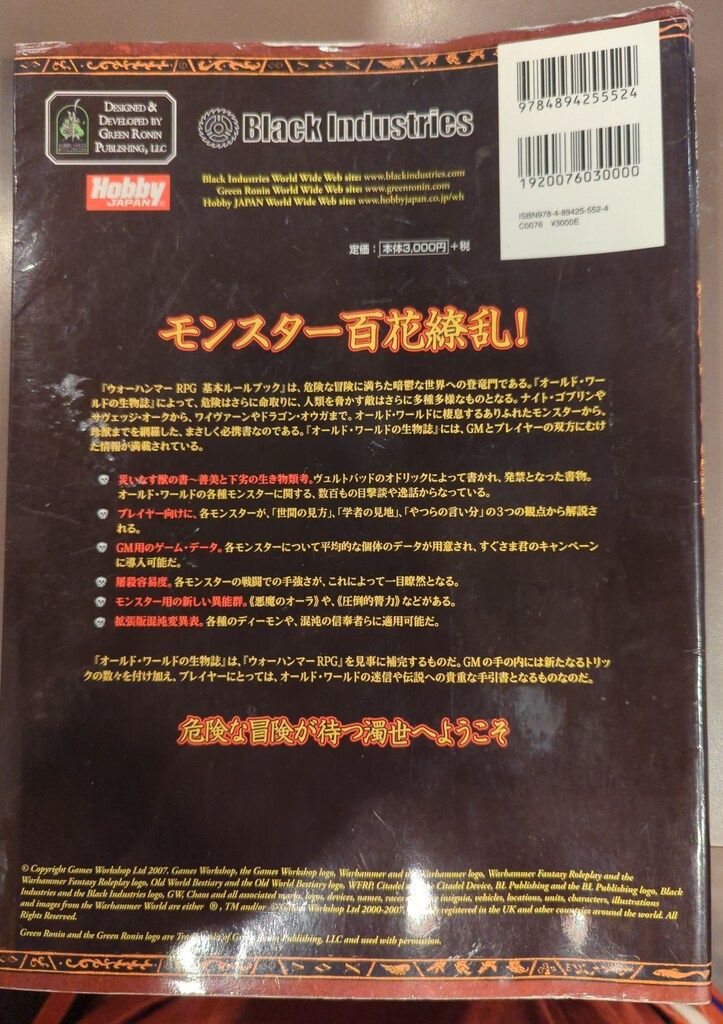 DESIGNED &
DEVELOPED BY
GREEN RONIN
PUBLISHING, LLC
Black Industries
9784894255524
1920076030000
ISBN978-4-89425-552-4
C0076 ¥3000E
Hobby
JAPAN
Black Industries World Wide Web site: www.blackindustries.com
Green Ronin World Wide Web site: www.greenronin.com
Hobby JAPAN World Wide Web site: www.hobbyjapan.co.jp/wh
定価：本体3,000円+税
モンスター百花繚乱！
『ウォーハンマーRPG 基本ルールブック』は、危険な冒険に満ちた暗鬱な世界への登竜門である。『オールド・ワー
ルドの生物誌』によって、危険はさらに命取りに、人類を脅かす敵はさらに多種多様なものとなる。ナイト・ゴブリンや
サヴェッジ・オークから、ワイヴァーンやドラゴン・オウガまで。オールド・ワールドに棲息するありふれたモンスターから、
珍獣までを網羅した、まさしく必携書なのである。『オールド・ワールドの生物誌』には、GMとプレイヤーの双方にむけ
た情報が満載されている。
災いなす獣の書～善美と下劣の生き物類考。ヴュルトバッドのオドリックによって書かれ、発禁となった書物。
オールド・ワールドの各種モンスターに関する、数百もの目撃談や逸話からなっている。
プレイヤー向けに、各モンスターが、「世間の見方」、「学者の見地」、「やつらの言い分」の3つの観点から解説さ
れる。
GM用のゲーム・データ。各モンスターについて平均的な個体のデータが用意され、すぐさま君のキャンペーン
に導入可能だ。
屠殺容易度。各モンスターの戦闘での手強さが、これによって一目瞭然となる。
モンスター用の新しい異能群。《悪魔のオーラ》や、《圧倒的膂力》などがある。
拡張版混沌変異表。各種のディーモンや、混沌の信奉者らに適用可能だ。
『オールド・ワールドの生物誌』は、『ウォーハンマーRPG』を見事に補完するものだ。GMの手の内には新たなるトリッ
クの数々を付け加え、プレイヤーにとっては、オールド・ワールドの迷信や伝説への貴重な手引書となるものなのだ。
危険な冒険が待つ濁世へようこそ
© Copyright Games Workshop Ltd 2007. Games Workshop, the Games Workshop logo, Warhammer and the Warhammer logo, Warhammer Fantasy Roleplay and the
Warhammer Fantasy Roleplay logo, Old World Bestiary and the Old World Bestiary logo, WFRP, Citadel Citadel Device, BL Publishing and the BL Publishing logo, Black
Industries and the Black Industries logo, GW, Chaos and all associated marks, logos, devices, names, races insignia, vehicles, locations, units, characters, illustrations
and images from the Warhammer World are either ®, TM and/or © Workshop Ltd 2000-2007, registered in the UK and other countries around the world. All
Rights Reserved.
Green Ronin and the Green Ronin logo are Publishing, LLC and used with permission.